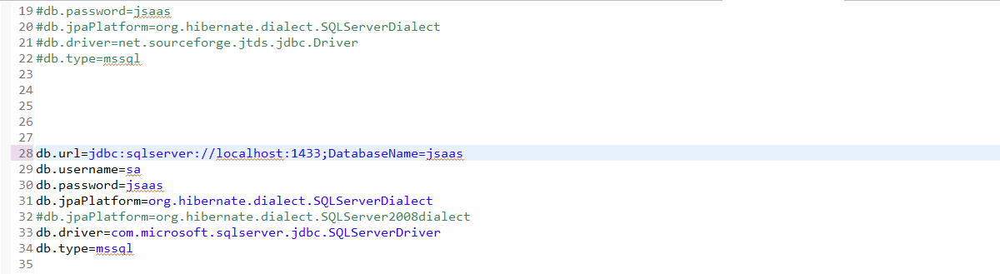 19 #db.password=jsaas
20 #db.jpaPlatform=org.hibernate.dialect.SQLServerDialect
21 #db.driver=net.sourceforge.jtds.jdbc.Driver
22 #db.type=mssql
23
24
25
26
27
28 db.url=jdbc:sqlserver://localhost:1433;DatabaseName=jsaas
29 db.username=sa
30 db.password=jsaas
31 db.jpaPlatform=org.hibernate.dialect.SQLServerDialect
32 #db.jpaPlatform=org.hibernate.dialect.SQLServer2008dialect
33 db.driver=com.microsoft.sqlserver.jdbc.SQLServerDriver
34 db.type=mssql
35